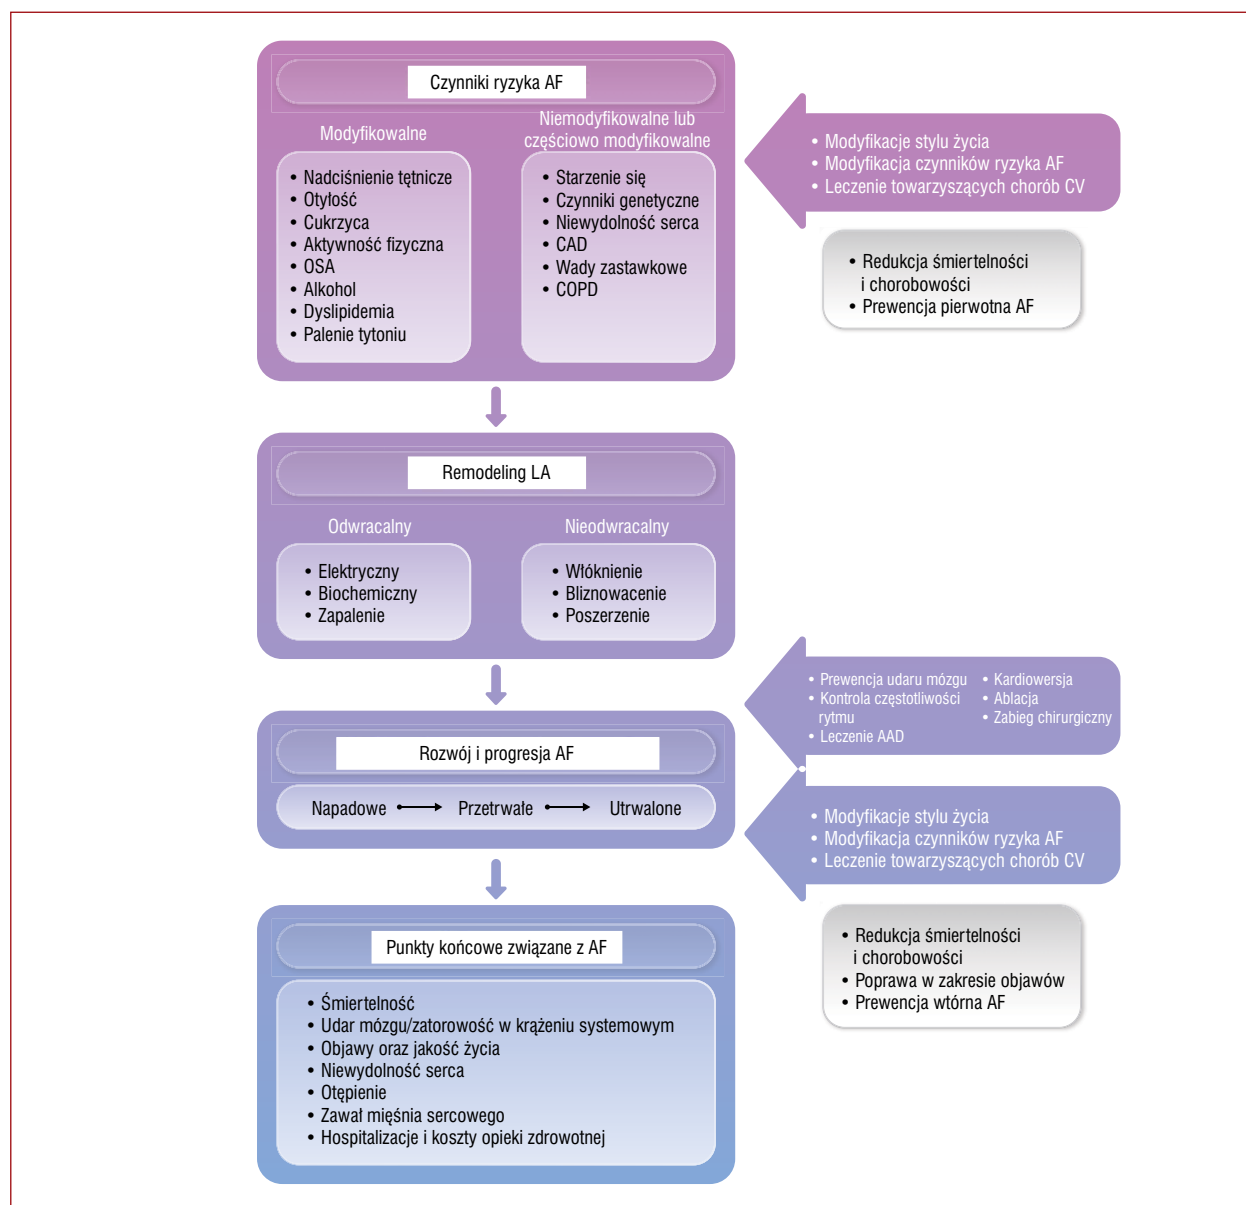 Czynniki ryzyka AF
Modyfikowalne
• Nadciśnienie tętnicze
• Otyłość
• Cukrzyca
• Aktywność fizyczna
• OSA
• Alkohol
• Dyslipidemia
• Palenie tytoniu
Niemodyfikowalne lub
częściowo modyfikowalne
• Starzenie się
• Czynniki genetyczne
• Niewydolność serca
• CAD
• Wady zastawkowe
• COPD
• Modyfikacje stylu życia
• Modyfikacja czynników ryzyka AF
• Leczenie towarzyszących chorób CV
• Redukcja śmiertelności
i chorobowości
• Prewencja pierwotna AF
Remodeling LA
Odwracalny
• Elektryczny
• Biochemiczny
• Zapalenie
Nieodwracalny
• Włóknienie
• Bliznowacenie
• Poszerzenie
• Prewencja udaru mózgu
• Kontrola częstotliwości
rytmu
• Leczenie AAD
• Kardiowersja
• Ablacja
• Zabieg chirurgiczny
Rozwój i progresja AF
Napadowe Przetrwałe Utrwalone
• Modyfikacje stylu życia
• Modyfikacja czynników ryzyka AF
• Leczenie towarzyszących chorób CV
• Redukcja śmiertelności
i chorobowości
• Poprawa w zakresie objawów
• Prewencja wtórna AF
Punkty końcowe związane z AF
• Śmiertelność
• Udar mózgu/zatorowość w krążeniu systemowym
• Objawy oraz jakość życia
• Niewydolność serca
• Otępienie
• Zawał mięśnia sercowego
• Hospitalizacje i koszty opieki zdrowotnej